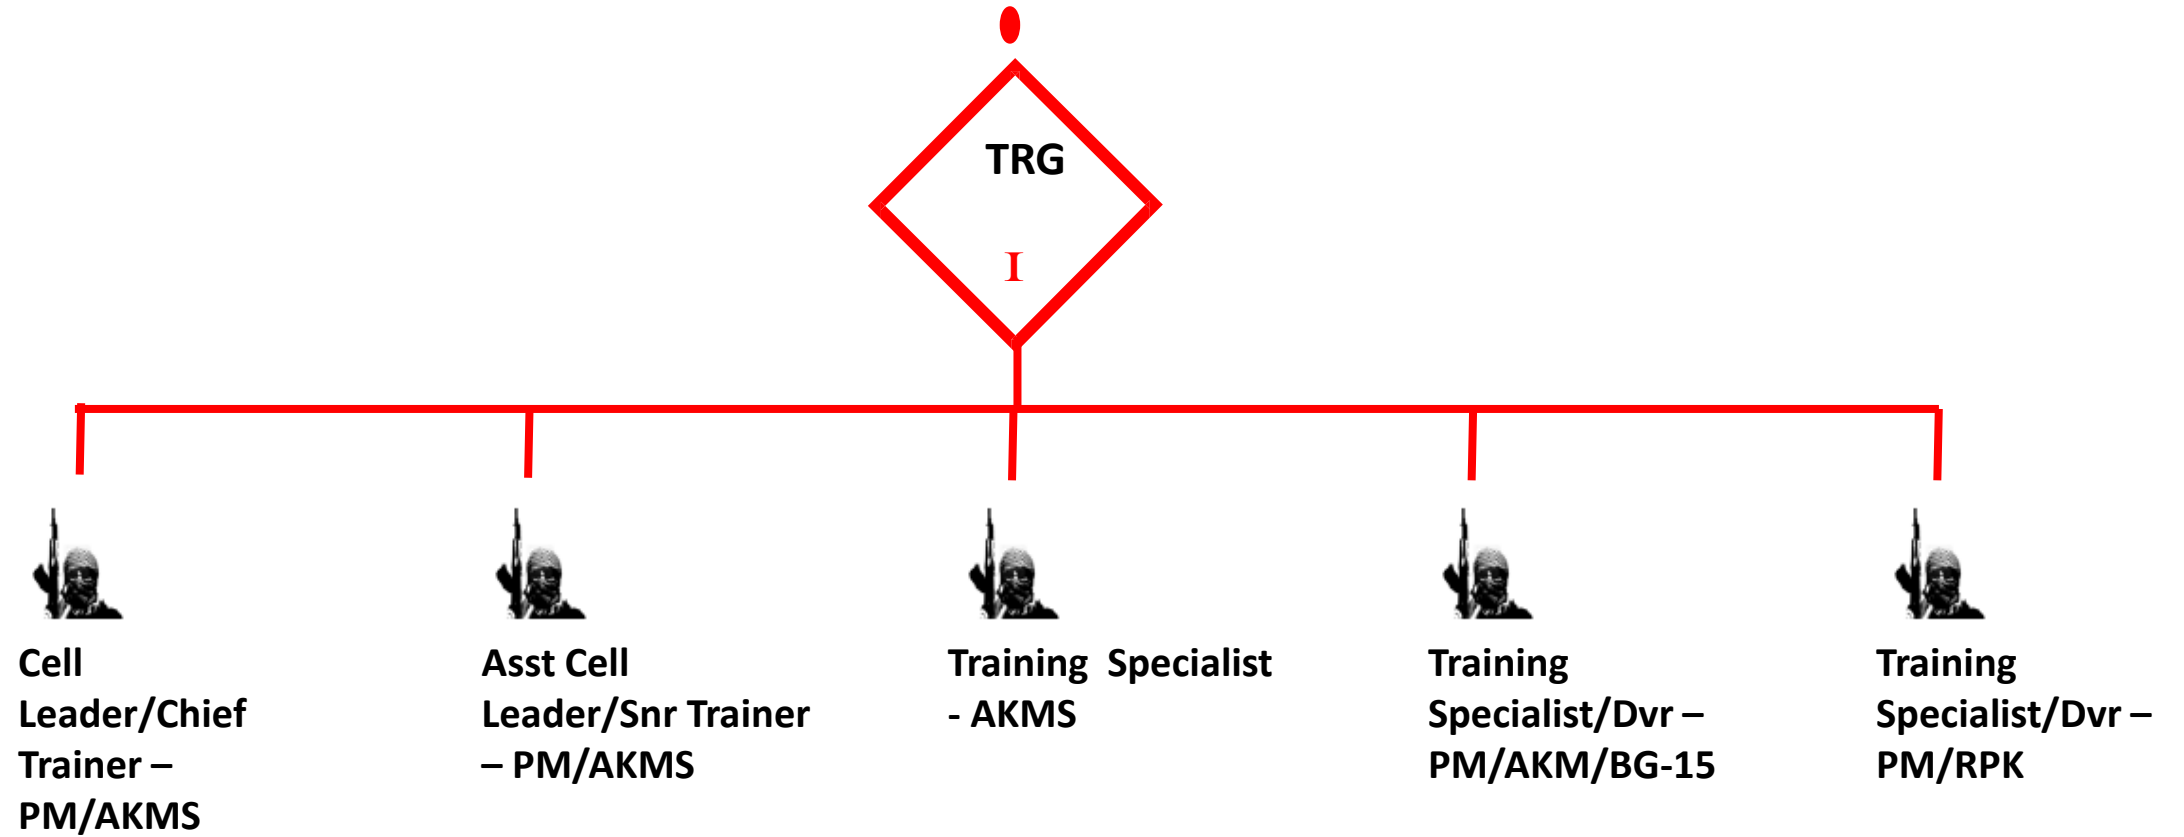 TRG
I
Cell
Leader/Chief
Trainer –
PM/AKMS
Asst Cell
Leader/Snr Trainer
– PM/AKMS
Training  Specialist
- AKMS
Training
Specialist/Dvr –
PM/AKM/BG-15
Training
Specialist/Dvr –
PM/RPK